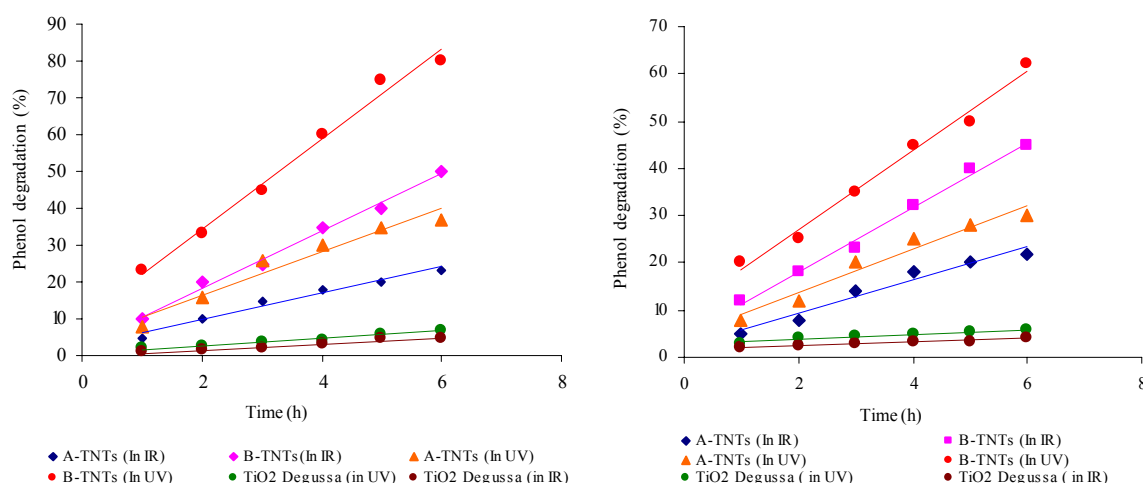 90
80
70
60
50
40
30
20
10
0
Phenol degradation (%)
0 2 4 6 8
Time (h)
A-TNTs (In IR) B-TNTs (In IR) A-TNTs (In UV)
B-TNTs (In UV) TiO2 Degussa ( in UV) TiO2 Degussa ( in IR)
70
60
50
40
30
20
10
0
Phenol degradation (%)
0 2 4 6 8
Time (h)
A-TNTs (In IR) B-TNTs (In IR)
A-TNTs (In UV) B-TNTs (In UV)
TiO2 Degussa (in UV) TiO2 Degussa ( in IR)